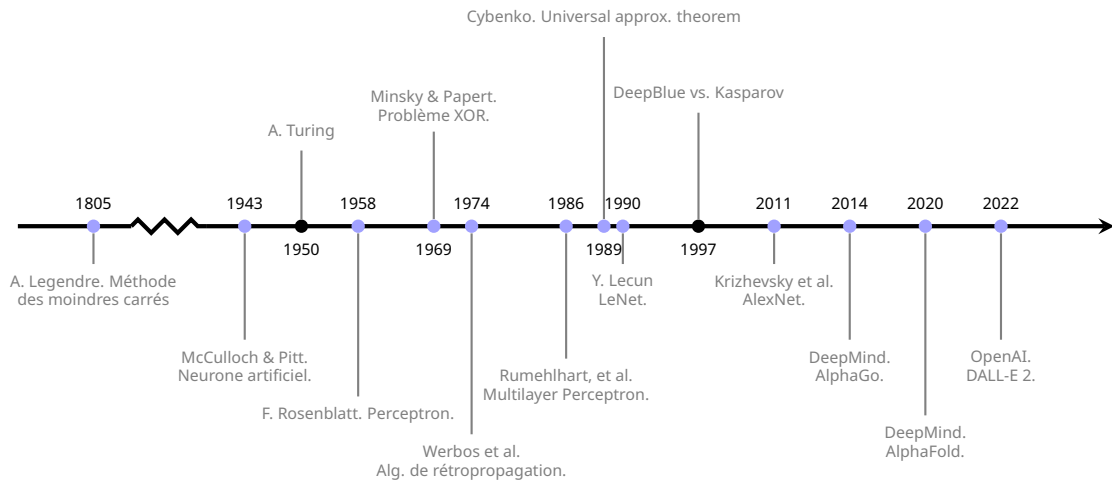 Cybenko. Universal approx. theorem
DeepBlue vs. Kasparov
Minsky & Papert.
Problème XOR.
A. Turing
1805
1943
1958
1974
1986
1990
2011
2014
2020
2022
1950
1969
1989
1997
A. Legendre. Méthode
des moindres carrés
Y. Lecun
LeNet.
Krizhevsky et al.
AlexNet.
McCulloch & Pitt.
Neurone artificiel.
DeepMind.
AlphaGo.
OpenAI.
DALL-E 2.
Rumehlhart, et al.
Multilayer Perceptron.
F. Rosenblatt. Perceptron.
DeepMind.
AlphaFold.
Werbos et al.
Alg. de rétropropagation.